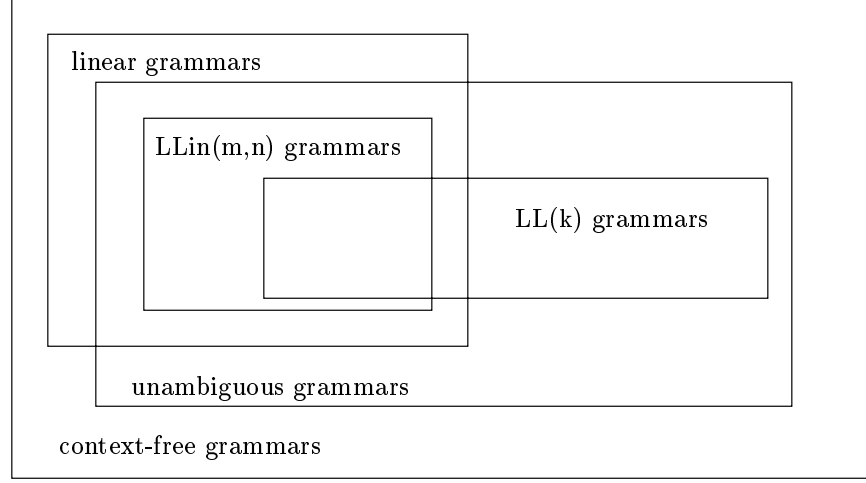 linear grammars
LLin(m,n) grammars
LL(k) grammars
unambiguous grammars
context-free grammars